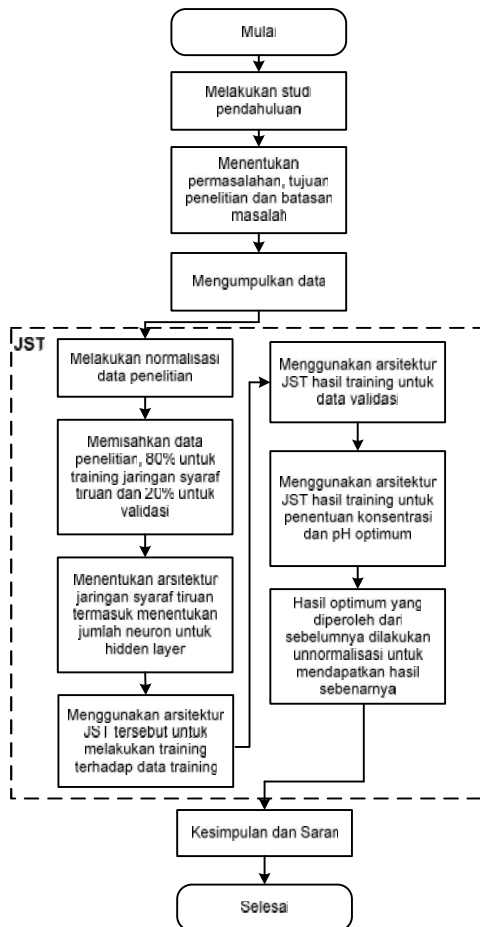 Mulai
Melakukan studi
pendahuluan
Menentukan
permasalahan, tujuan
penelitian dan batasan
masalah
Mengumpulkan data
JST
Melakukan normalisasi
data penelitian
Memisahkan data
penelitian, 80% untuk
training jaringan syaraf
tiruan dan 20% untuk
validasi
Menentukan arsitektur
jaringan syaraf tiruan
termasuk menentukan
jumlah neuron untuk
hidden layer
Menggunakan arsitektur
JST tersebut untuk
melakukan training
terhadap data training
Menggunakan arsitektur
JST hasil training untuk
data validasi
Menggunakan arsitektur
JST hasil training untuk
penentuan konsentrasi
dan pH optimum
Hasil optimum yang
diperoleh dari
sebelumnya dilakukan
unnormalisasi untuk
mendapatkan hasil
sebenarnya
Kesimpulan dan Saran
Selesai